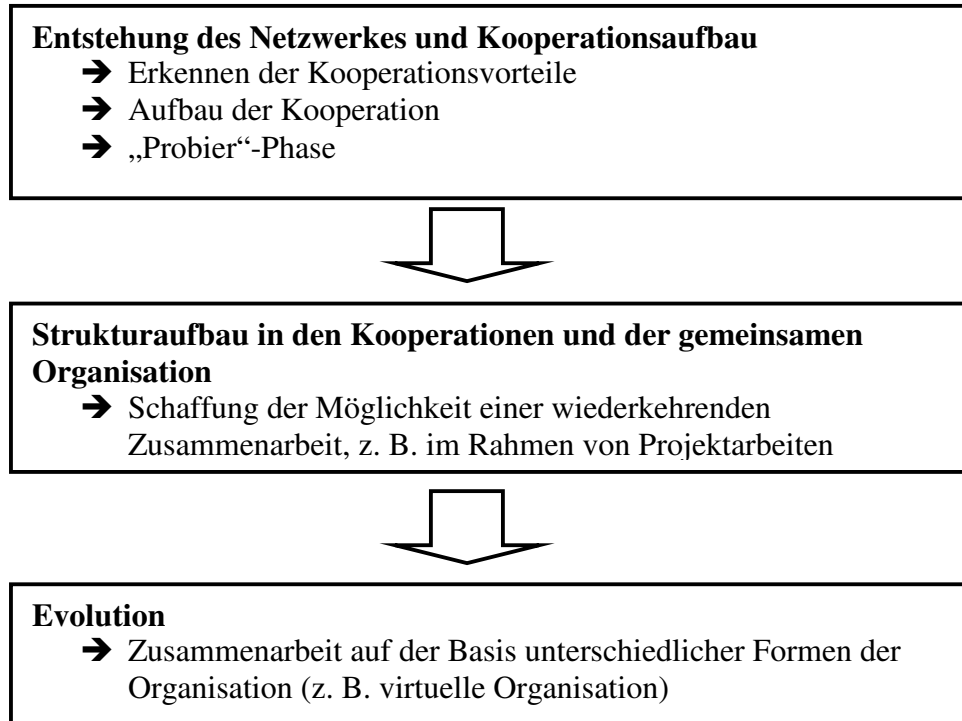 Entstehung des Netzwerkes und Kooperationsaufbau
➔ Erkennen der Kooperationsvorteile
➔ Aufbau der Kooperation
➔ „Probier“-Phase
Strukturaufbau in den Kooperationen und der gemeinsamen
Organisation
➔ Schaffung der Möglichkeit einer wiederkehrenden
Zusammenarbeit, z. B. im Rahmen von Projektarbeiten
Evolution
➔ Zusammenarbeit auf der Basis unterschiedlicher Formen der
Organisation (z. B. virtuelle Organisation)